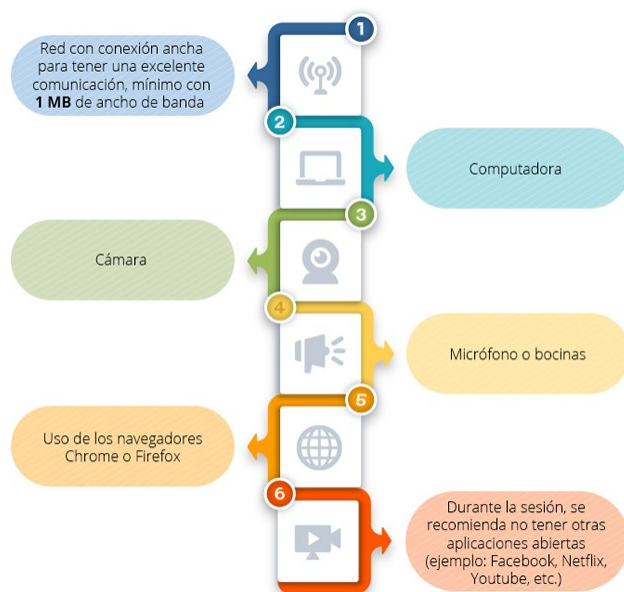 1
Red con conexión ancha
para tener una excelente
comunicación, mínimo con
1 MB de ancho de banda
2
Computadora
3
Cámara
4
Micrófono o bocinas
5
Uso de los navegadores
Chrome o Firefox
6
Durante la sesión, se
recomienda no tener otras
aplicaciones abiertas
(ejemplo: Facebook, Netflix,
Youtube, etc.)